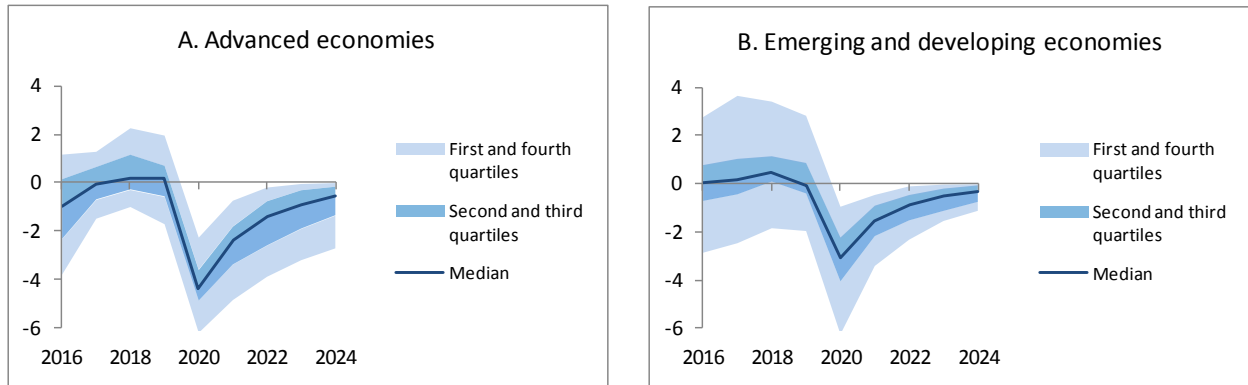 A. Advanced economies
4
2
0
-2
-4
-6
2016 2018 2020 2022 2024
First and fourth
quartiles
Second and third
quartiles
Median
B. Emerging and developing economies
4
2
0
-2
-4
-6
2016 2018 2020 2022 2024
First and fourth
quartiles
Second and third
quartiles
Median